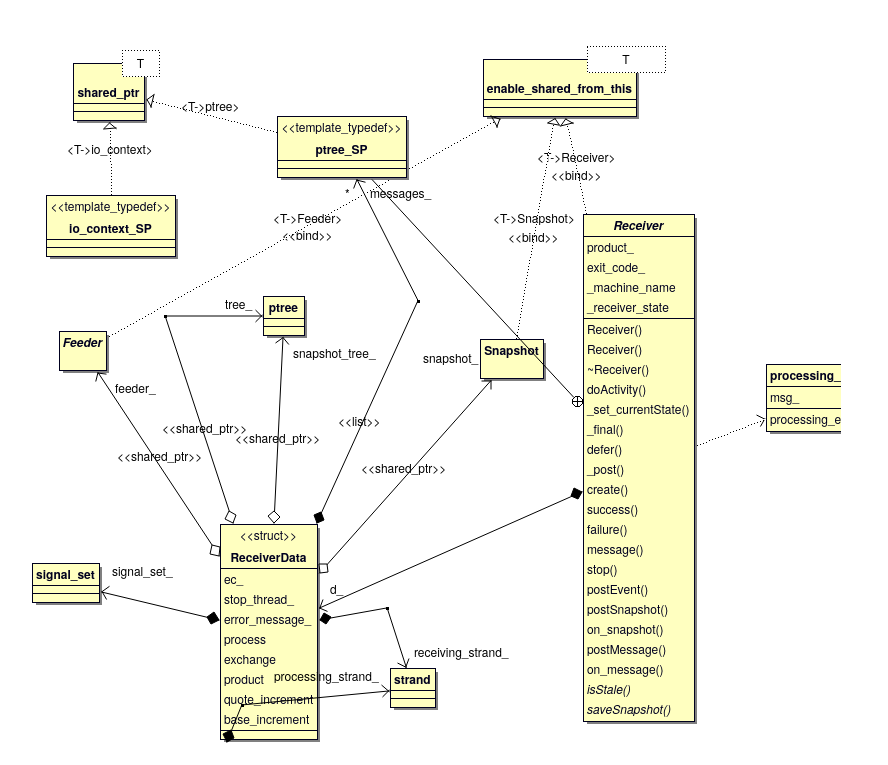 T
shared_ptr
T
enable_shared_from_this
<T->ptree>
<<template_typedef>>
ptree_SP
<T->io_context>
<<template_typedef>>
io_context_SP
<T->Receiver>
<<bind>>
* messages_
<T->Snapshot>
<<bind>>
<T->Feeder>
<<bind>>
Receiver
product_
exit_code_
_machine_name
_receiver_state
Receiver()
Receiver()
~Receiver()
doActivity()
_set_currentState()
_final()
defer()
_post()
create()
success()
failure()
message()
stop()
postEvent()
postSnapshot()
on_snapshot()
postMessage()
on_message()
isStale()
saveSnapshot()
tree_
ptree
Feeder
snapshot_tree_
snapshot_
Snapshot
processing_
msg_
processing_e
feeder_
<<shared_ptr>>
<<shared_ptr>>
<<list>>
<<shared_ptr>>
<<shared_ptr>>
<<struct>>
ReceiverData
ec_
stop_thread_
error_message_
process
exchange
product
quote_increment
base_increment
signal_set
signal_set_
d_
receiving_strand_
processing_strand_
strand